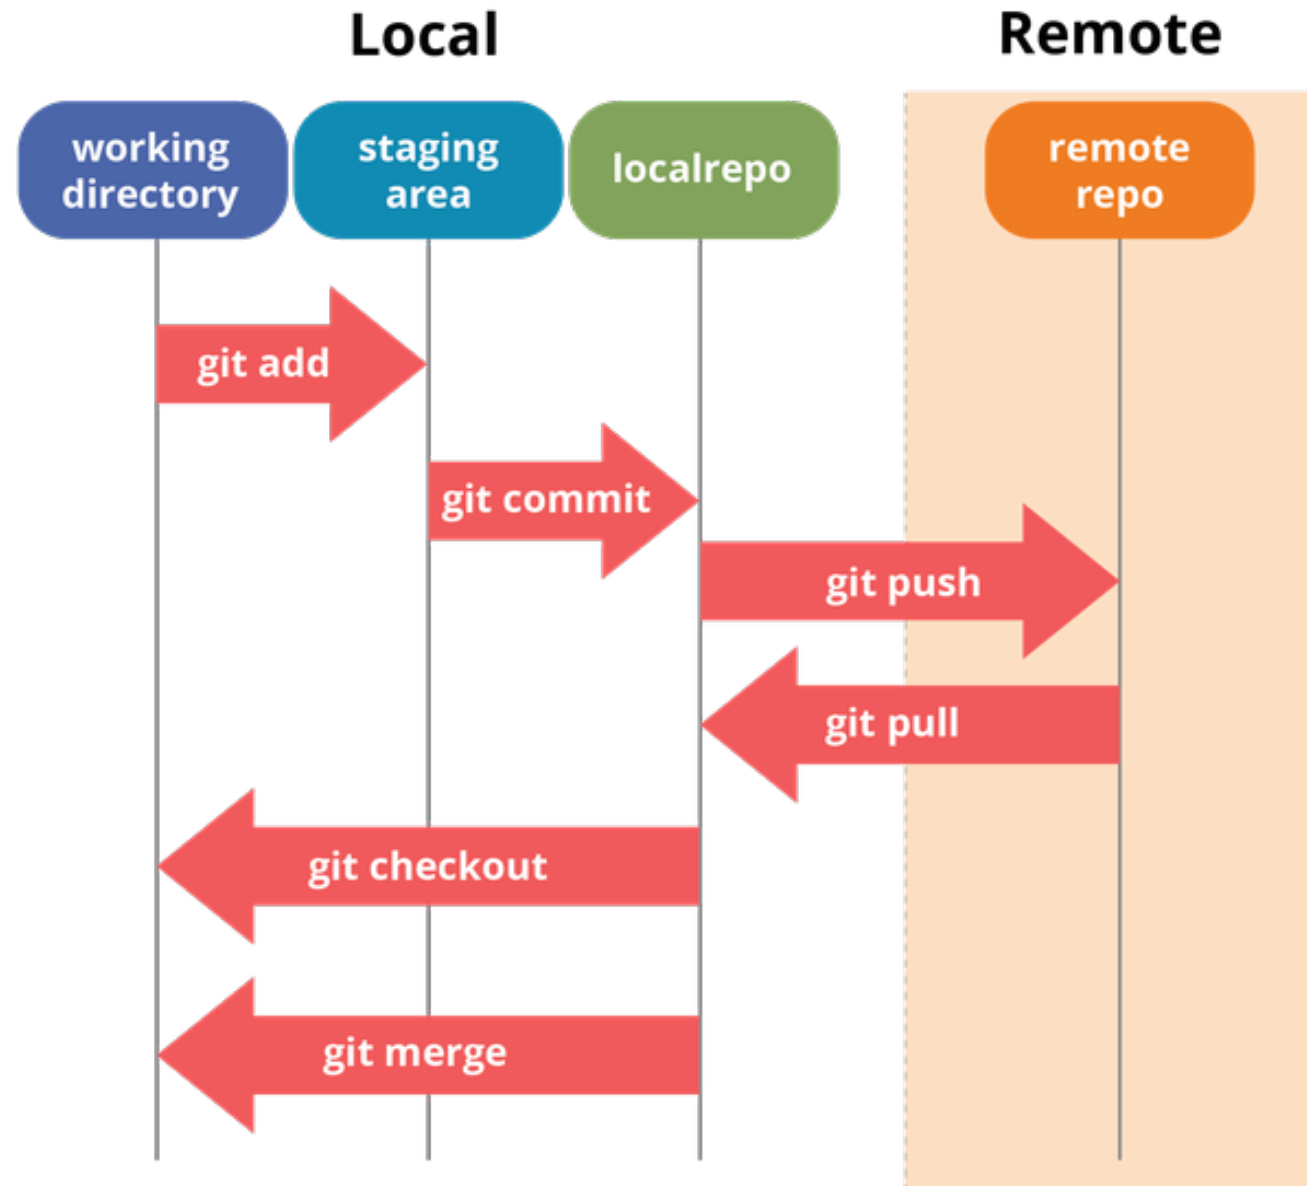 Local
Remote
working
directory
staging
area
localrepo
remote
repo
git add
git commit
git push
git pull
git checkout
git merge